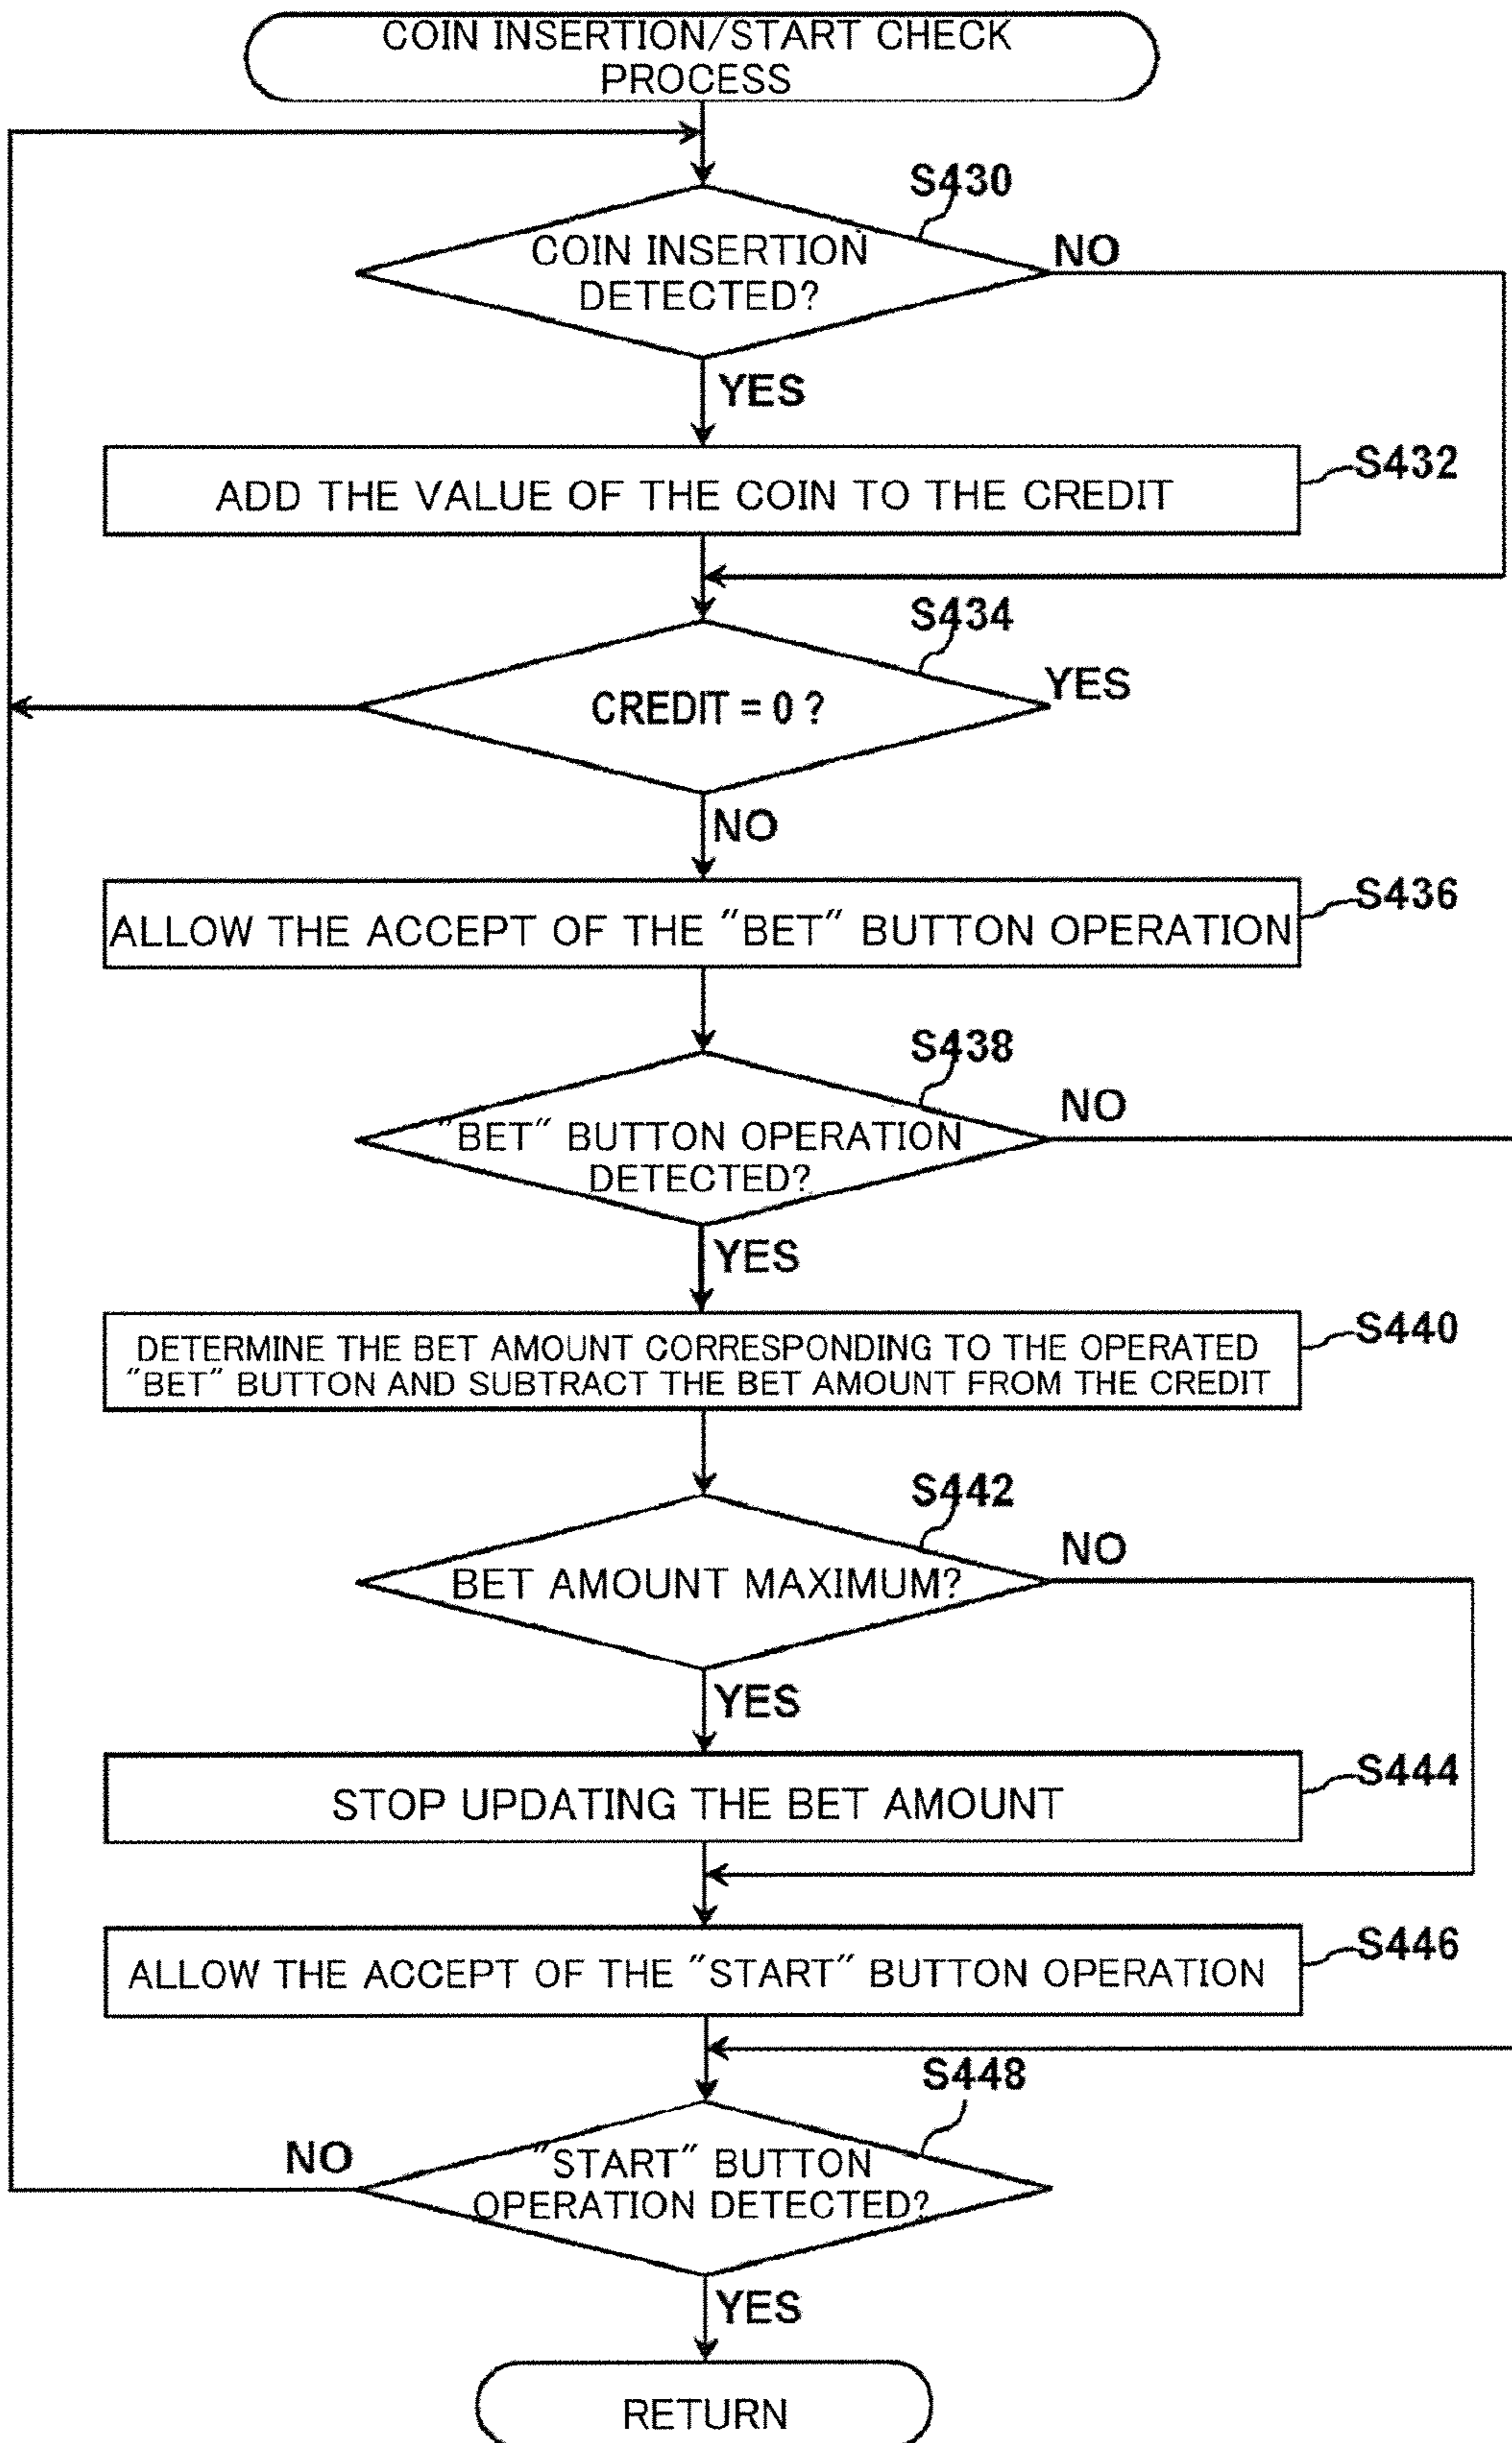 COIN INSERTION/START CHECK
PROCESS
S430
COIN INSERTION
DETECTED?
NO
YES
ADD THE VALUE OF THE COIN TO THE CREDIT
S432
S434
CREDIT = 0 ?
YES
NO
ALLOW THE ACCEPT OF THE "BET" BUTTON OPERATION
S436
S438
"BET" BUTTON OPERATION
DETECTED?
NO
YES
DETERMINE THE BET AMOUNT CORRESPONDING TO THE OPERATED
"BET" BUTTON AND SUBTRACT THE BET AMOUNT FROM THE CREDIT
S440
S442
BET AMOUNT MAXIMUM?
NO
YES
STOP UPDATING THE BET AMOUNT
S444
ALLOW THE ACCEPT OF THE "START" BUTTON OPERATION
S446
S448
NO
"START" BUTTON
OPERATION DETECTED?
YES
RETURN